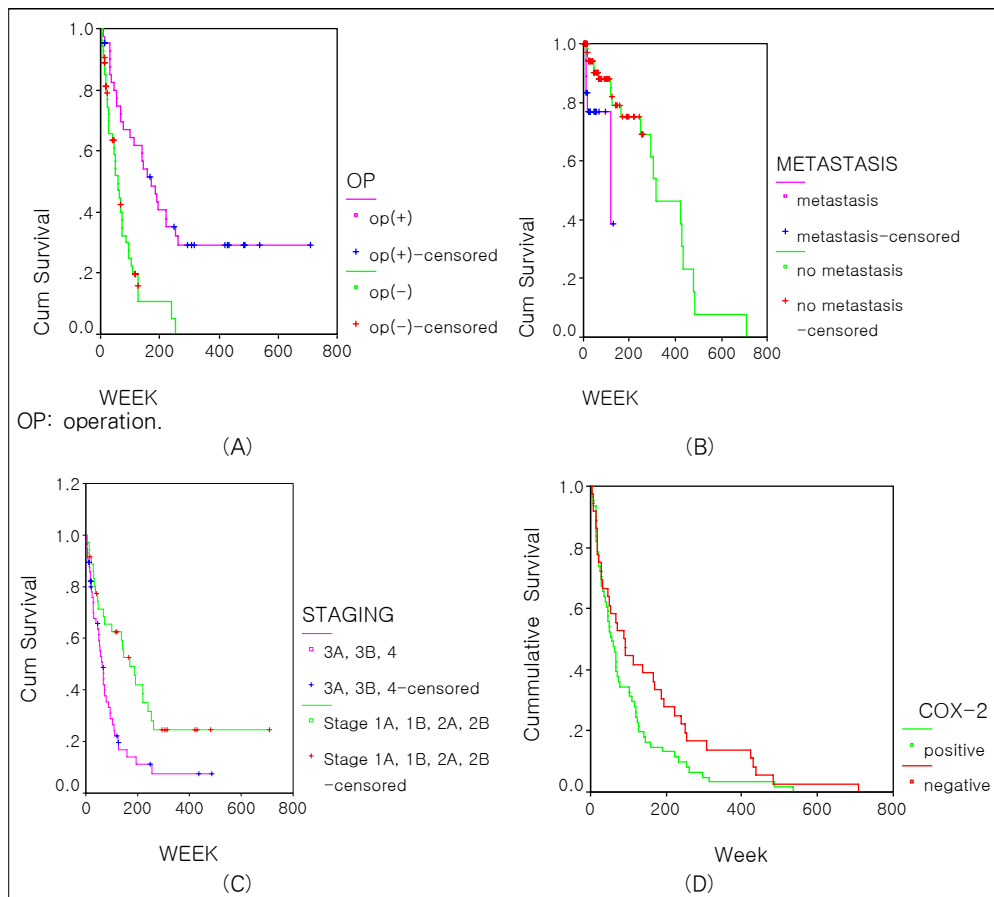 1.0
.8
.6
.4
.2
0.0
Cum Survival
0 200 400 600 800
WEEK
OP
op(+)
op(+)-censored
op(-)
op(-)-censored
OP: operation.
(A)
1.0
.8
.6
.4
.2
0.0
Cum Survival
0 200 400 600 800
WEEK
METASTASIS
metastasis
metastasis-censored
no metastasis
no metastasis
-censored
(B)
1.2
1.0
.8
.6
.4
.2
0.0
Cum Survival
0 200 400 600 800
WEEK
STAGING
3A, 3B, 4
3A, 3B, 4-censored
Stage 1A, 1B, 2A, 2B
Stage 1A, 1B, 2A, 2B
-censored
(C)
1.0
.8
.6
.4
.2
0.0
Cummulative Survival
0 200 400 600 800
Week
COX-2
positive
negative
(D)